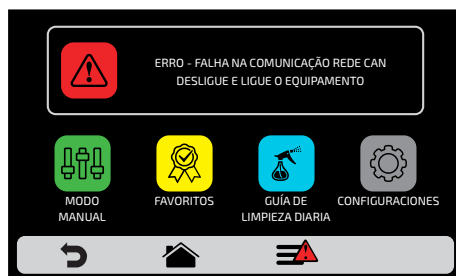 ERRO - FALHA NA COMUNICAÇÃO REDE CAN
DESLIGUE E LIGUE O EQUIPAMENTO
MODO
MANUAL
FAVORITOS
GUÍA DE
LIMPIEZA DIARIA
CONFIGURACIONES